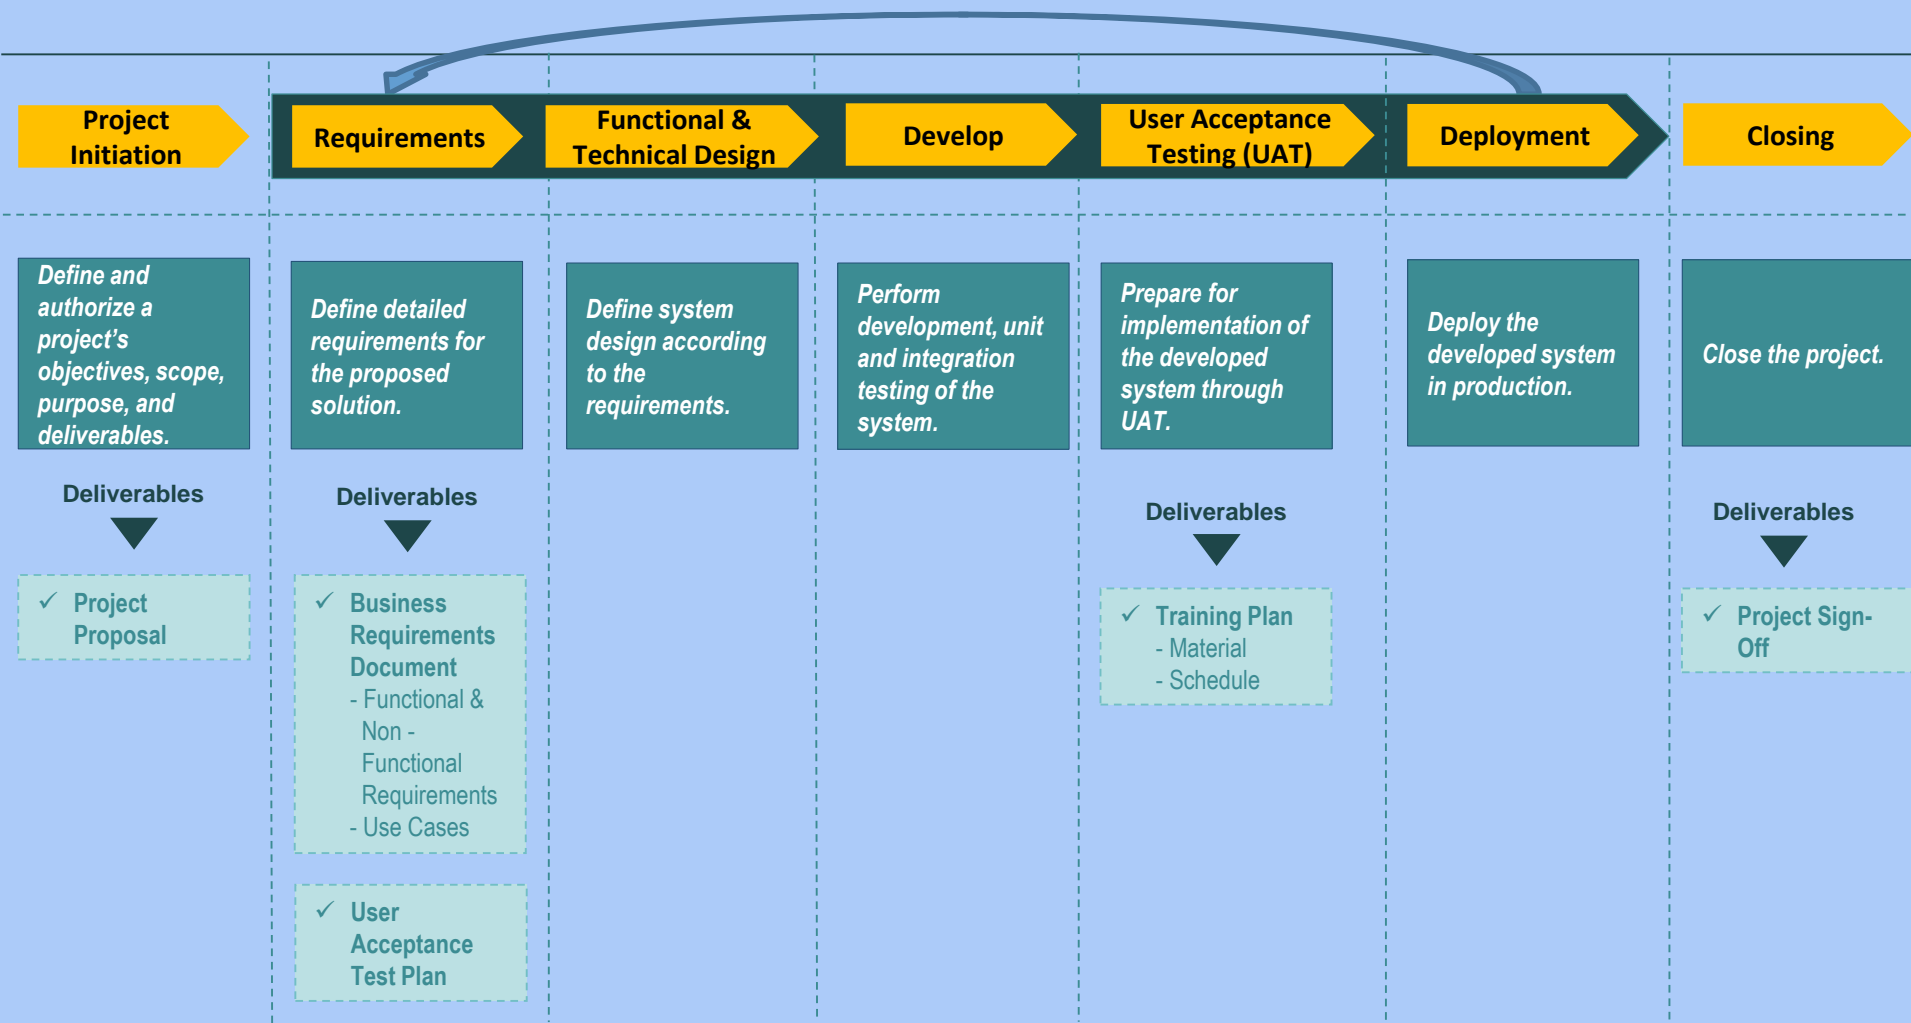 Project
Initiation
Requirements
Functional &
Technical Design
Develop
User Acceptance
Testing (UAT)
Deployment
Closing
Define and
authorize a
project’s
objectives, scope,
purpose, and
deliverables.
Define detailed
requirements for
the proposed
solution.
Define system
design according
to the
requirements.
Perform
development, unit
and integration
testing of the
system.
Prepare for
implementation of
the developed
system through
UAT.
Deploy the
developed system
in production.
Close the project.
Deliverables
✓ Project
Proposal
Deliverables
✓ Business
Requirements
Document
- Functional &
Non -
Functional
Requirements
- Use Cases
✓ User
Acceptance
Test Plan
Deliverables
✓ Training Plan
- Material
- Schedule
Deliverables
✓ Project Sign-
Off